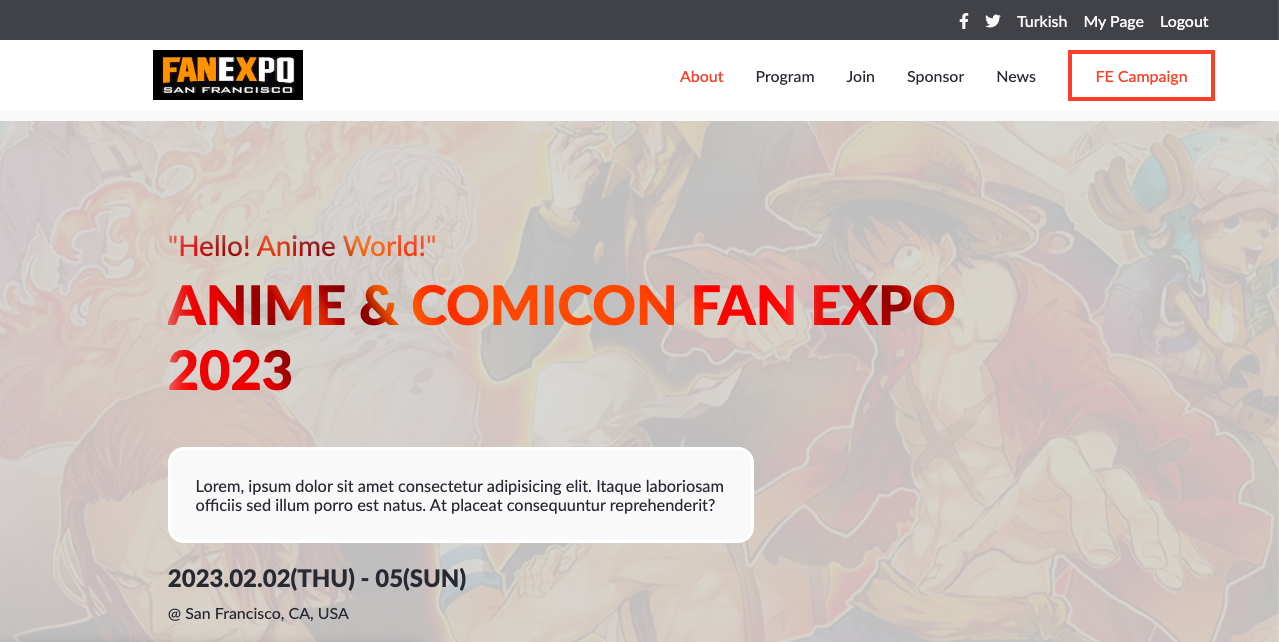 Turkish My Page Logout
FANEXPO
SAN FRANCISCO
About Program Join Sponsor News FE Campaign
"Hello! Anime World!"
ANIME & COMICON FAN EXPO
2023
Lorem, ipsum dolor sit amet consectetur adipisicing elit. Itaque laboriosam
officiis sed illum porro est natus. At placeat consequuntur reprehenderit?
2023.02.02(THU) - 05(SUN)
@ San Francisco, CA, USA